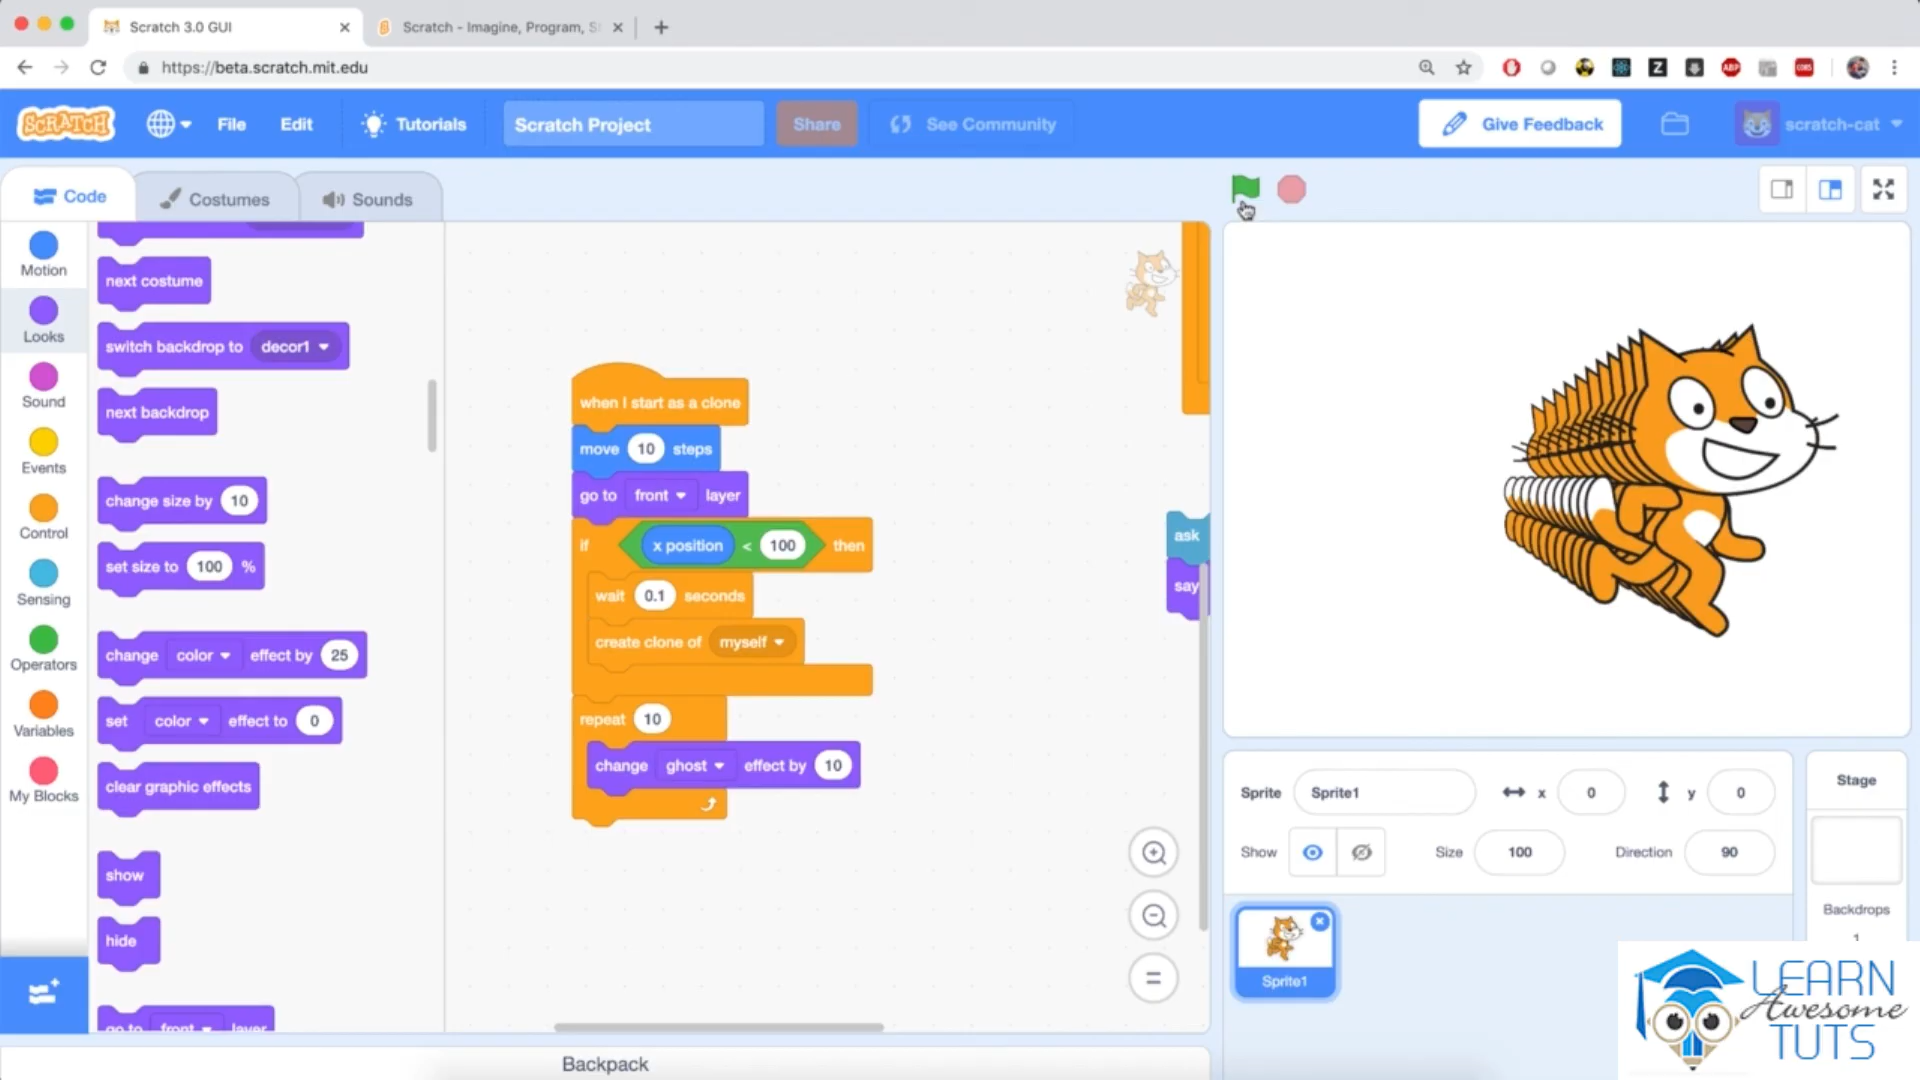 Scratch 3.0 GUI
Scratch - Imagine, Program, S
https://beta.scratch.mit.edu
ABP
SCRATCH
File
Edit
Tutorials
Scratch Project
Share
See Community
Give Feedback
scratch-cat
Code
Costumes
Sounds
Motion
Looks
Sound
Events
Control
Sensing
Operators
Variables
My Blocks
next costume
switch backdrop to decor1
next backdrop
change size by 10
set size to 100 %
change color effect by 25
set color effect to 0
clear graphic effects
show
hide
go to front layer
when I start as a clone
move 10 steps
go to front layer
if x position < 100 then
wait 0.1 seconds
create clone of myself
repeat 10
change ghost effect by 10
ask
say
Backpack
Sprite Sprite1 x 0 y 0
Show Size 100 Direction 90
Sprite1
Stage
Backdrops
1
LEARN
Awesome
TUTS